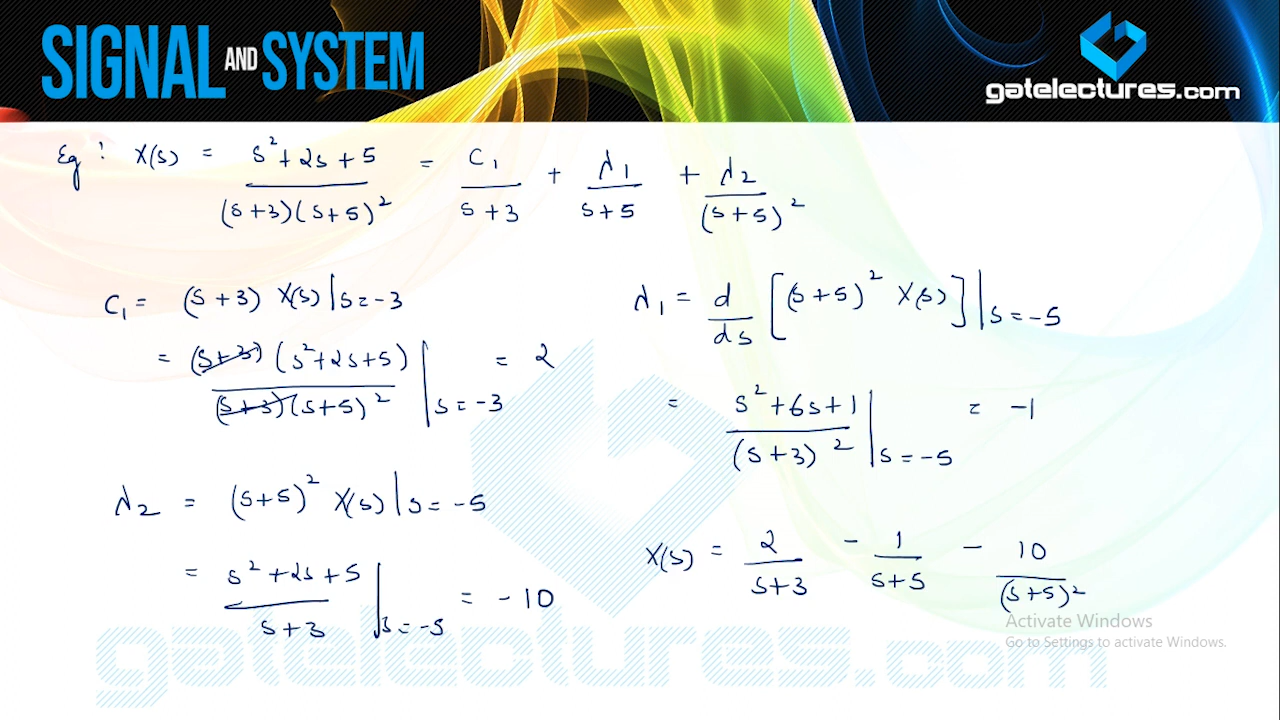 SIGNAL AND SYSTEM
gatelectures.com
Eg : X(s) = s² + 2s + 5 / (s+3)(s+5)² = C₁ / s+3 + λ₁ / s+5 + λ₂ / (s+5)²
C₁ = (s+3) X(s) | s = -3
= (s+3) (s²+2s+5) / (s+3)(s+5)² | s = -3 = 2
λ₂ = (s+5)² X(s) | s = -5
= s² + 2s + 5 / s+3 | s = -5 = -10
λ₁ = d/ds [(s+5)² X(s)] | s = -5
= s² + 6s + 1 / (s+3)² | s = -5 = -1
X(s) = 2 / s+3 - 1 / s+5 - 10 / (s+5)²
Activate Windows
Go to Settings to activate Windows.
gatelectures.com